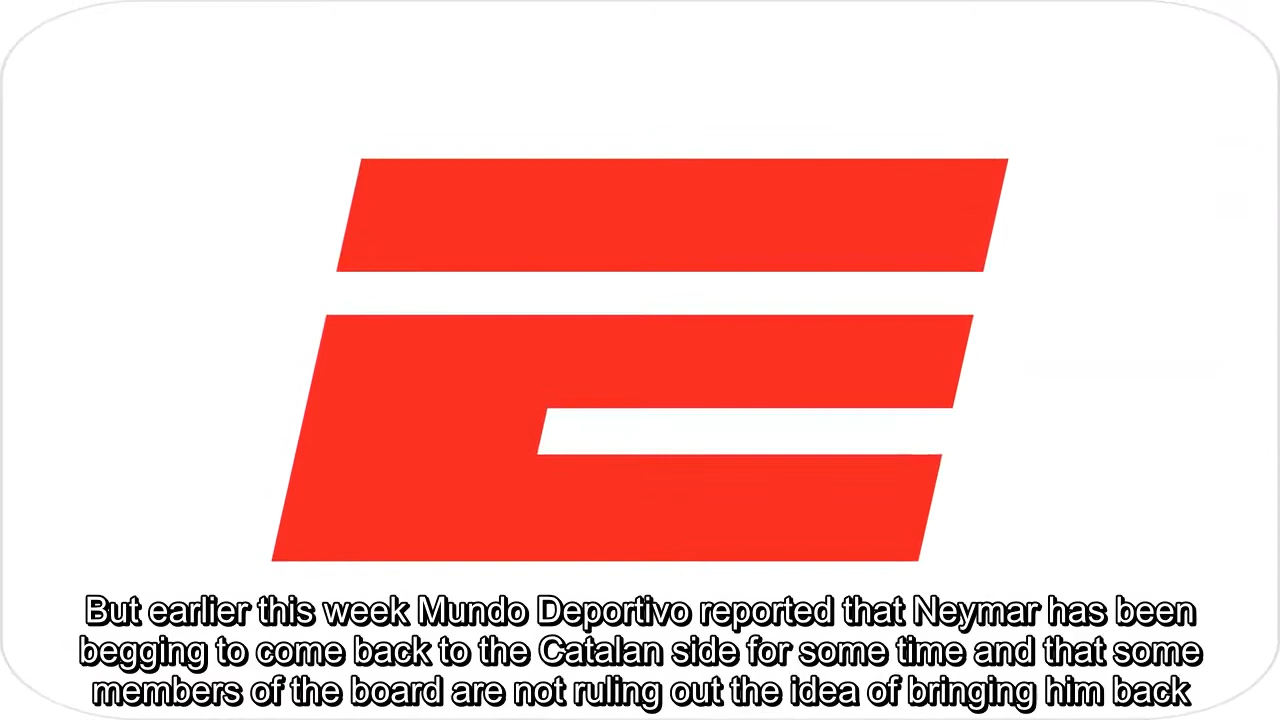 But earlier this week Mundo Deportivo reported that Neymar has been
begging to come back to the Catalan side for some time and that some
members of the board are not ruling out the idea of bringing him back